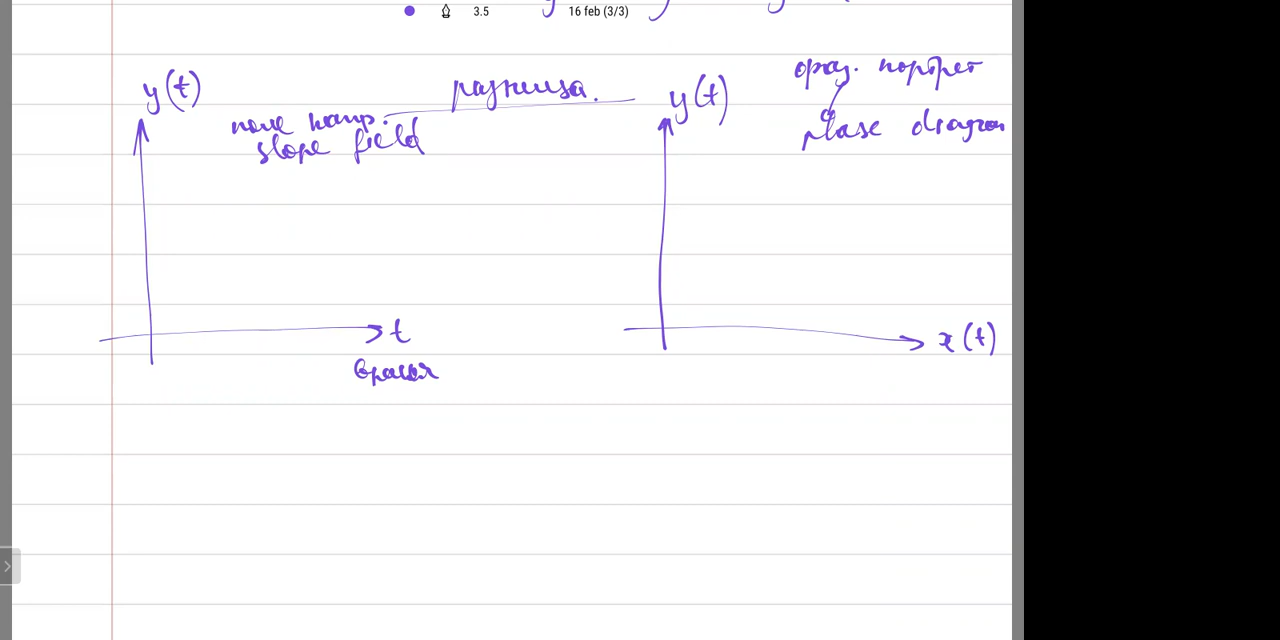 3.5 16 feb (3/3)
y(t)
поле напр.
slope field
разница.
y(t)
фаз. портрет
phase diagram
t
время
x(t)